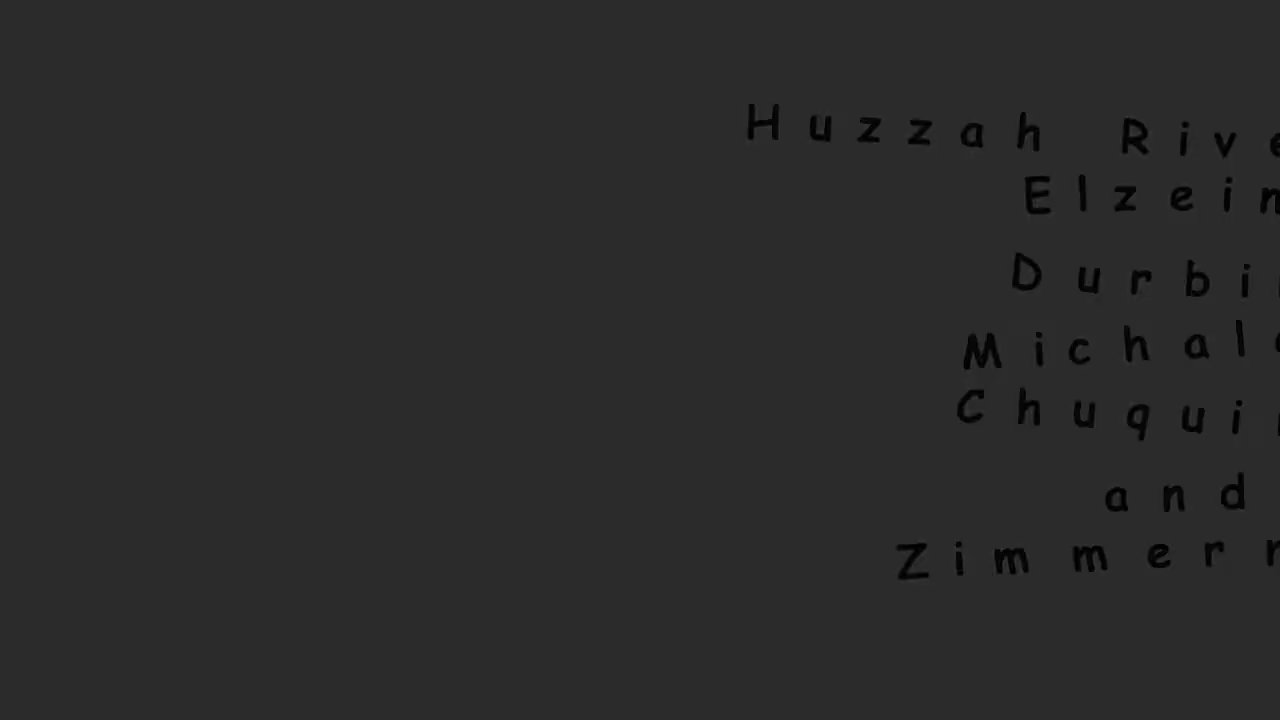 Huzzah Rive
Elzein
Durbi
Michal
Chuqui
and
Zimmer